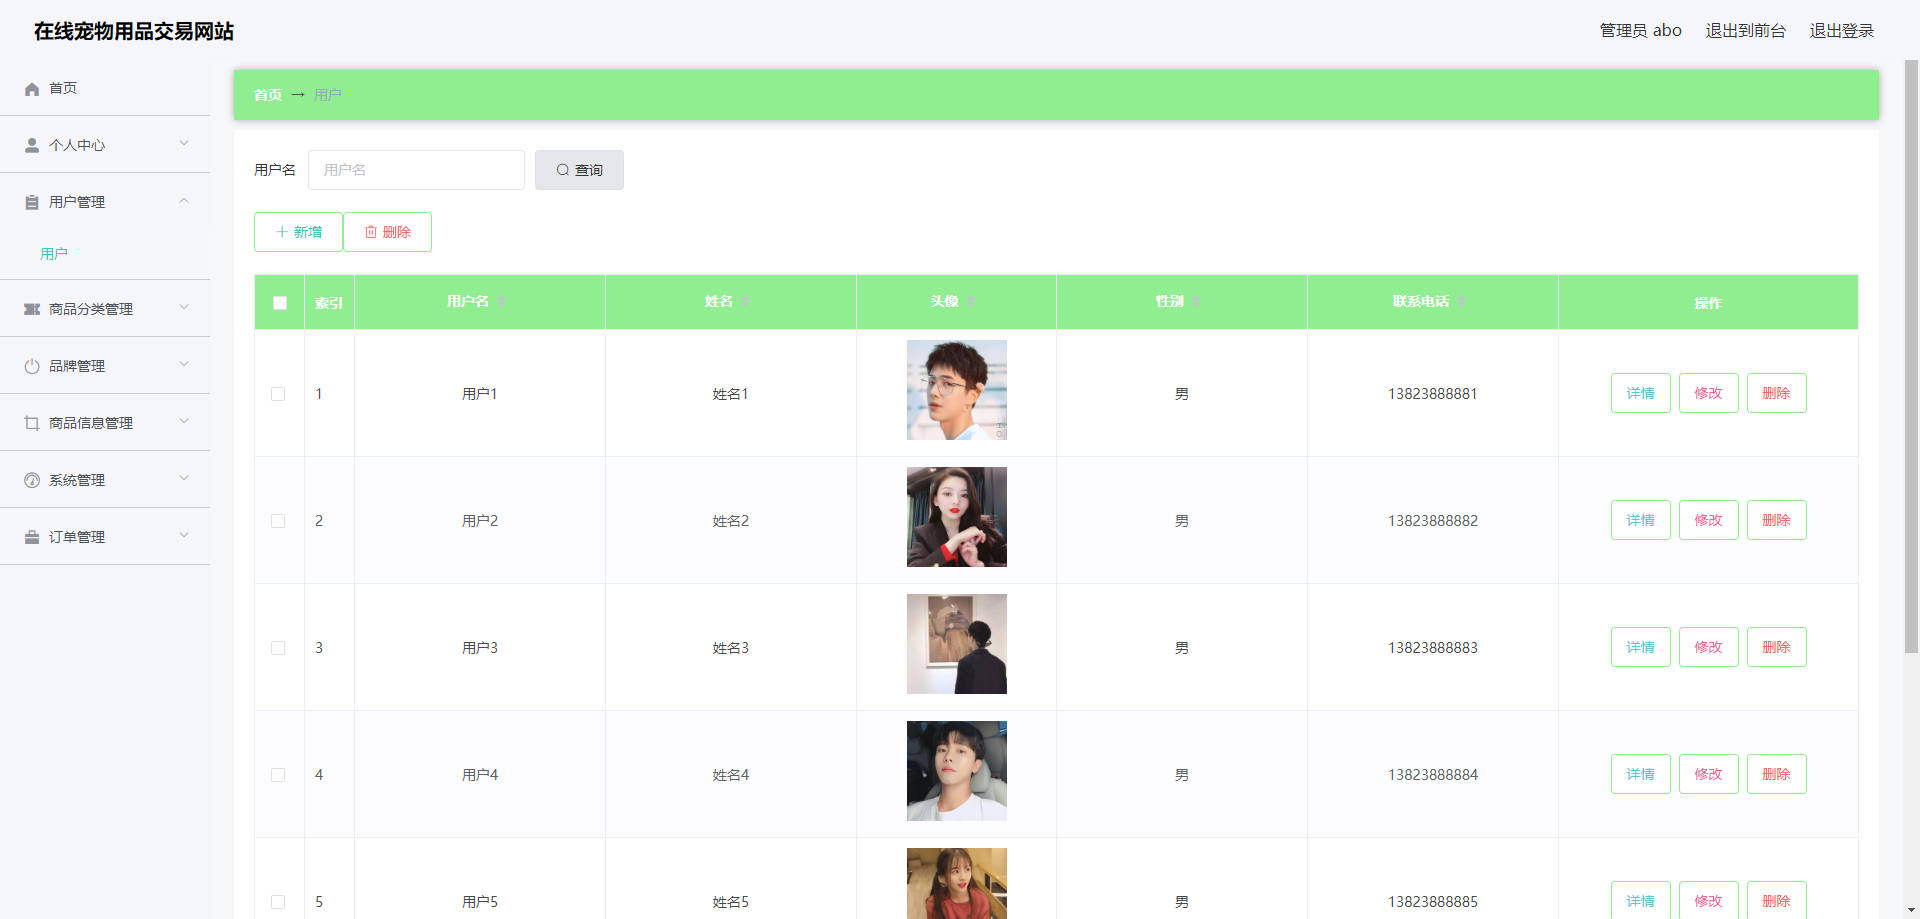 在线宠物用品交易网站
管理员 abo 退出到前台 退出登录
首页
个人中心
用户管理
用户
商品分类管理
品牌管理
商品信息管理
系统管理
订单管理
首页 → 用户
用户名 用户名 查询
新增 删除
索引 用户名 姓名 头像 性别 联系电话 操作
1 用户1 姓名1 男 13823888881 详情 修改 删除
2 用户2 姓名2 男 13823888882 详情 修改 删除
3 用户3 姓名3 男 13823888883 详情 修改 删除
4 用户4 姓名4 男 13823888884 详情 修改 删除
5 用户5 姓名5 男 13823888885 详情 修改 删除